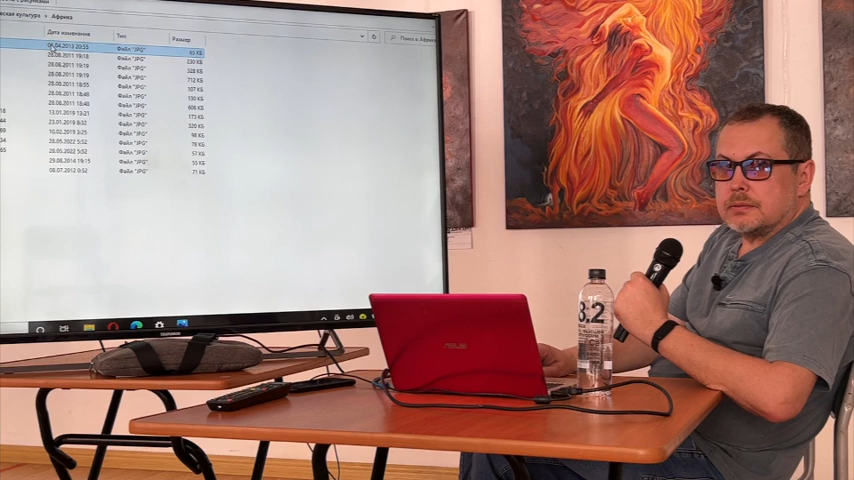 Африка
Дата изменения Тип Размер
Поиск в Африка
06.04.2013 20:55 Файл "JPG" 65 КБ
28.08.2011 19:18 Файл "JPG" 230 КБ
28.08.2011 19:19 Файл "JPG" 328 КБ
28.08.2011 19:19 Файл "JPG" 712 КБ
28.08.2011 18:55 Файл "JPG" 107 КБ
28.08.2011 18:48 Файл "JPG" 130 КБ
28.08.2011 18:48 Файл "JPG" 608 КБ
13.01.2019 13:21 Файл "JPG" 173 КБ
23.01.2019 8:32 Файл "JPG" 320 КБ
10.02.2019 3:25 Файл "JPG" 98 КБ
28.05.2022 5:52 Файл "JPG" 78 КБ
28.05.2022 5:52 Файл "JPG" 57 КБ
29.08.2014 19:15 Файл "JPG" 55 КБ
08.07.2012 0:52 Файл "JPG" 71 КБ
ASUS
8.2